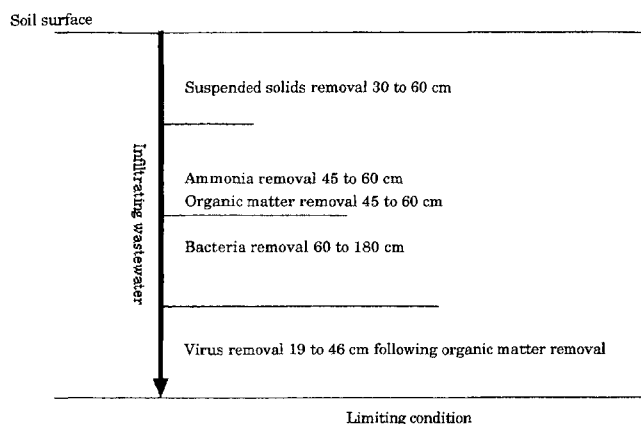 Soil surface
Suspended solids removal 30 to 60 cm
Infiltrating wastewater
Ammonia removal 45 to 60 cm
Organic matter removal 45 to 60 cm
Bacteria removal 60 to 180 cm
Virus removal 19 to 46 cm following organic matter removal
Limiting condition